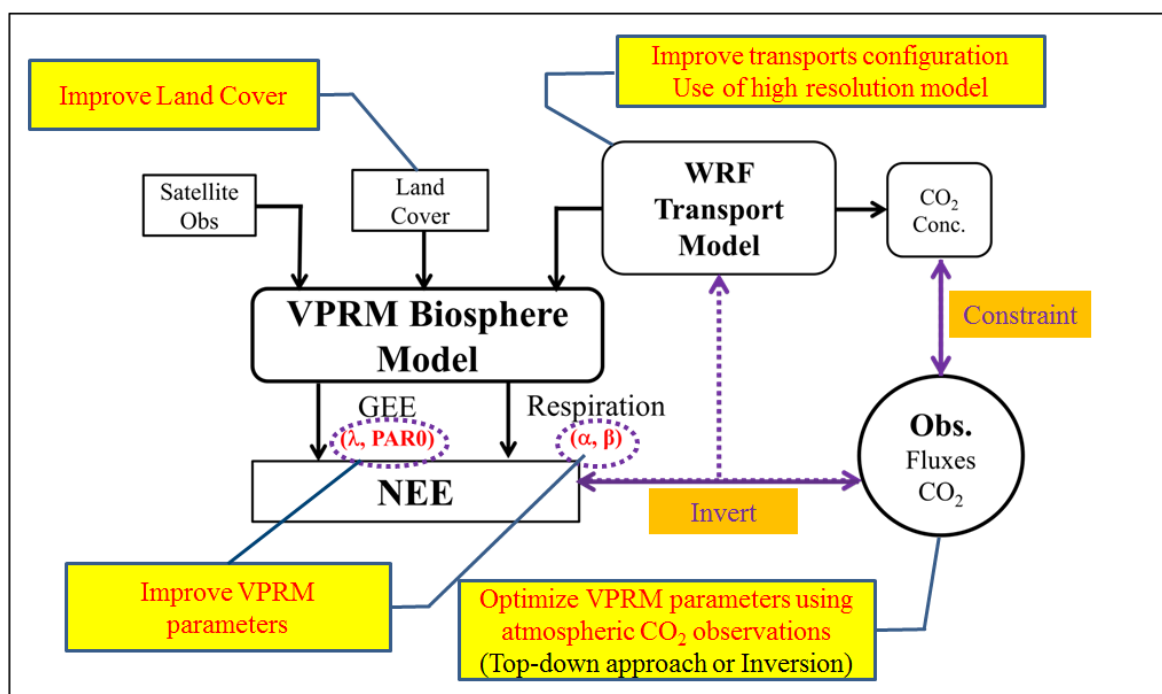 Improve transports configuration
Use of high resolution model
Improve Land Cover
Satellite
Obs
Land
Cover
WRF
Transport
Model
CO₂
Conc.
VPRM Biosphere
Model
Constraint
GEE
Respiration
(λ, PAR0)
(α, β)
NEE
Invert
Obs.
Fluxes
CO₂
Improve VPRM
parameters
Optimize VPRM parameters using
atmospheric CO₂ observations
(Top-down approach or Inversion)